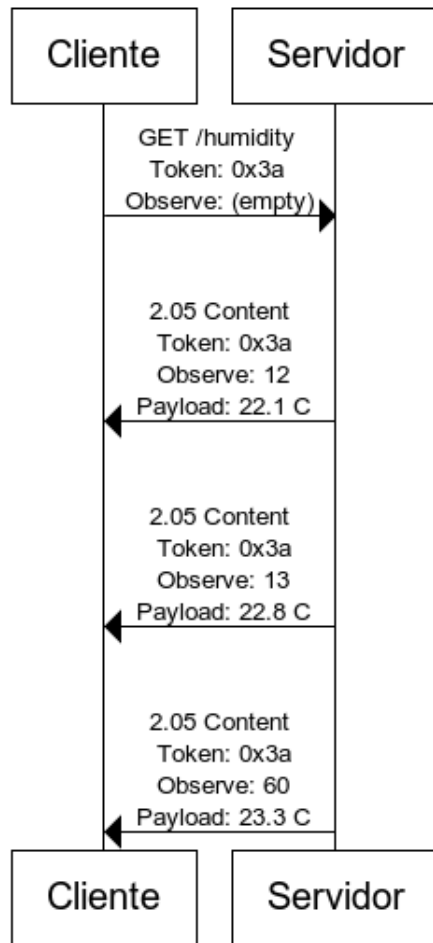 Cliente
Servidor
GET /humidity
Token: 0x3a
Observe: (empty)
2.05 Content
Token: 0x3a
Observe: 12
Payload: 22.1 C
2.05 Content
Token: 0x3a
Observe: 13
Payload: 22.8 C
2.05 Content
Token: 0x3a
Observe: 60
Payload: 23.3 C
Cliente
Servidor